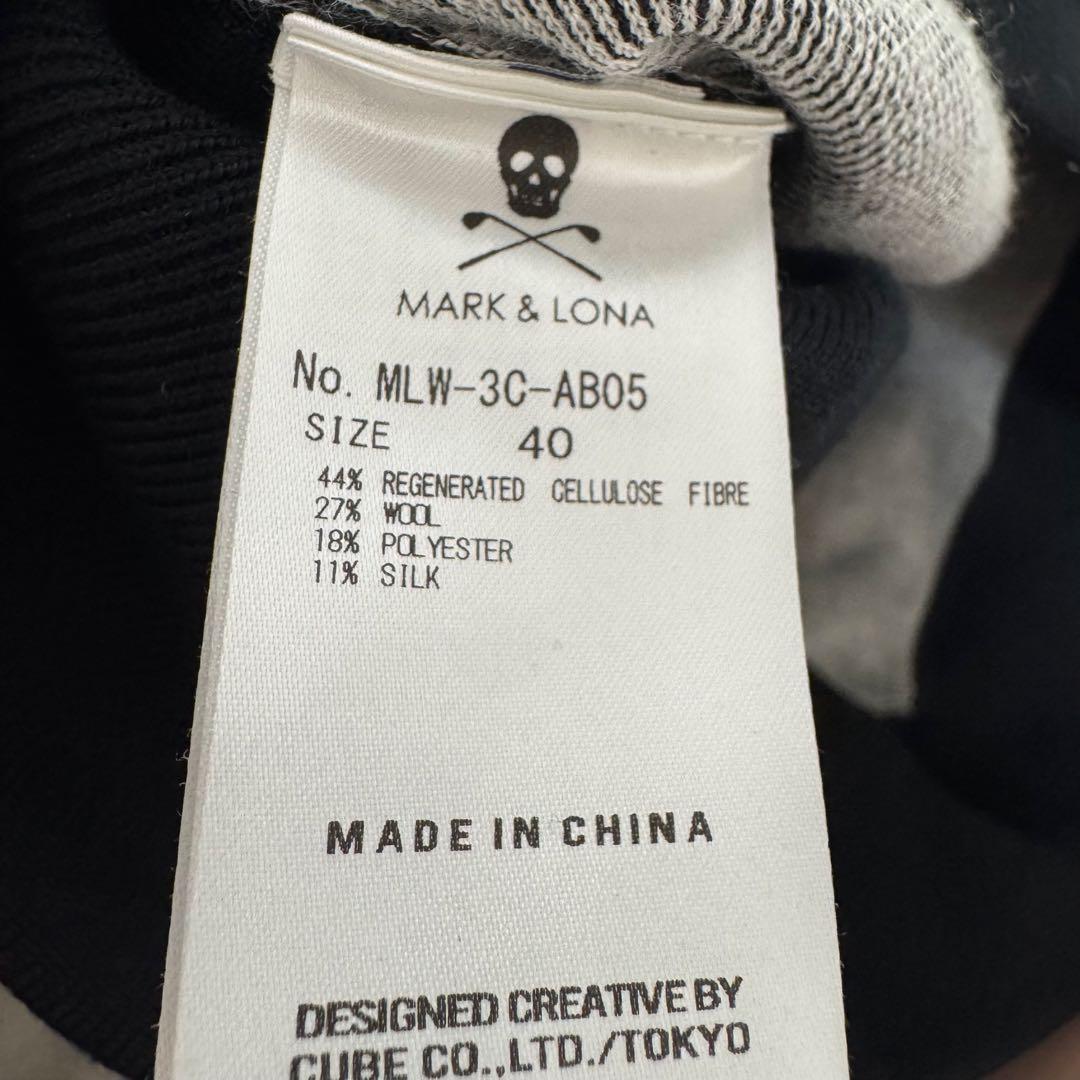 MARK & LONA
No. MLW-3C-AB05
SIZE 40
44% REGENERATED CELLULOSE FIBRE
27% WOOL
18% POLYESTER
11% SILK
MADE IN CHINA
DESIGNED CREATIVE BY
CUBE CO.,LTD./TOKYO